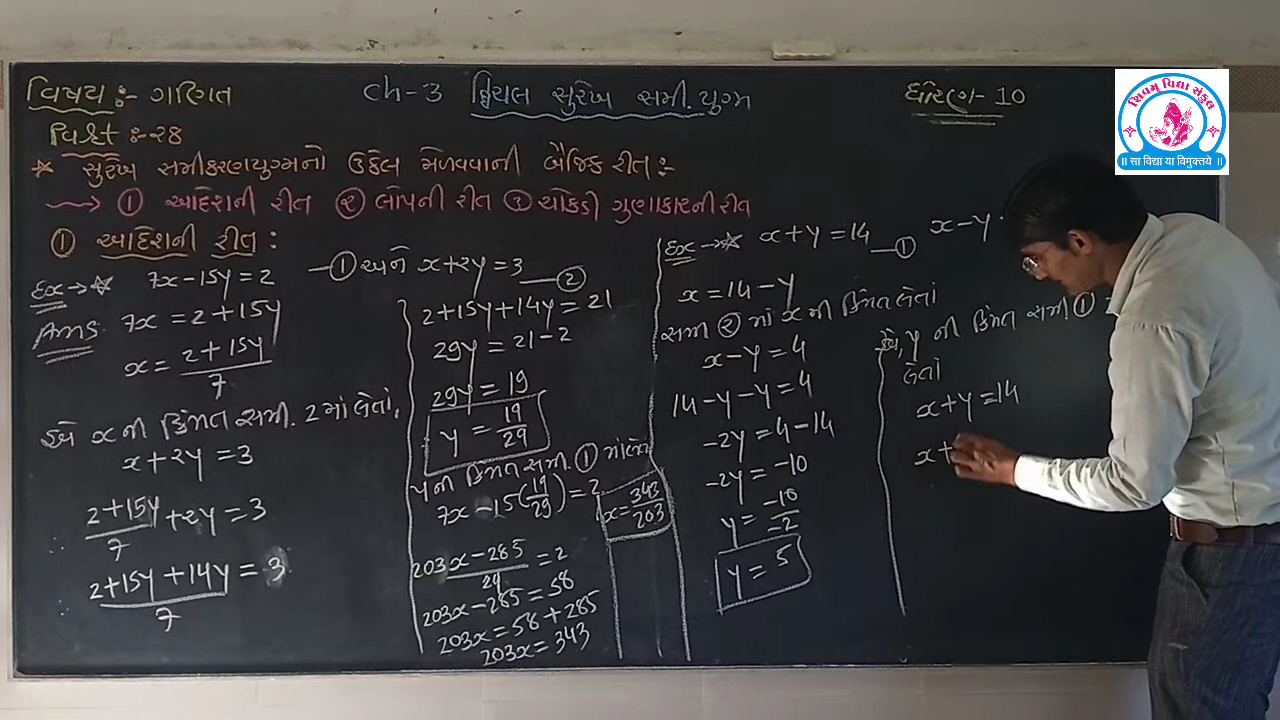 વિષય :- ગણિત
ch-3 દ્વિચલ સુરેખ સમી. યુગ્મ
ધોરણ - 10
શિવમ્ વિદ્યા સંકુલ
॥ सा विद्या या विमुक्तये ॥
:- ૨8
* સુરેખ સમીકરણયુગ્મનો ઉકેલ મેળવવાની બૈજિક રીત :-
① આદેશની રીત ② લોપની રીત ③ ચોકડી ગુણાકારની રીત
① આદેશની રીત :
Ex → * 7x - 15y = 2 —① અને x + 2y = 3 —②
Ans. 7x = 2 + 15y
x = (2 + 15y)/7
x ની કિંમત સમી. 2 માં લેતાં,
x + 2y = 3
∴ (2 + 15y)/7 + 2y = 3
∴ (2 + 15y + 14y)/7 = 3
2 + 15y + 14y = 21
29y = 21 - 2
29y = 19
y = 19/29
y ની કિંમત સમી. ① માં લેતાં
7x - 15(19/29) = 2
(203x - 285)/29 = 2
203x - 285 = 58
203x = 58 + 285
203x = 343
x = 343/203
Ex → * x + y = 14 —① x - y
x = 14 - y
સમી ② માં x ની કિંમત લેતાં
x - y = 4
14 - y - y = 4
-2y = 4 - 14
-2y = -10
y = -10/-2
y = 5
હવે, y ની કિંમત સમી ①
લેતાં
x + y = 14
x +